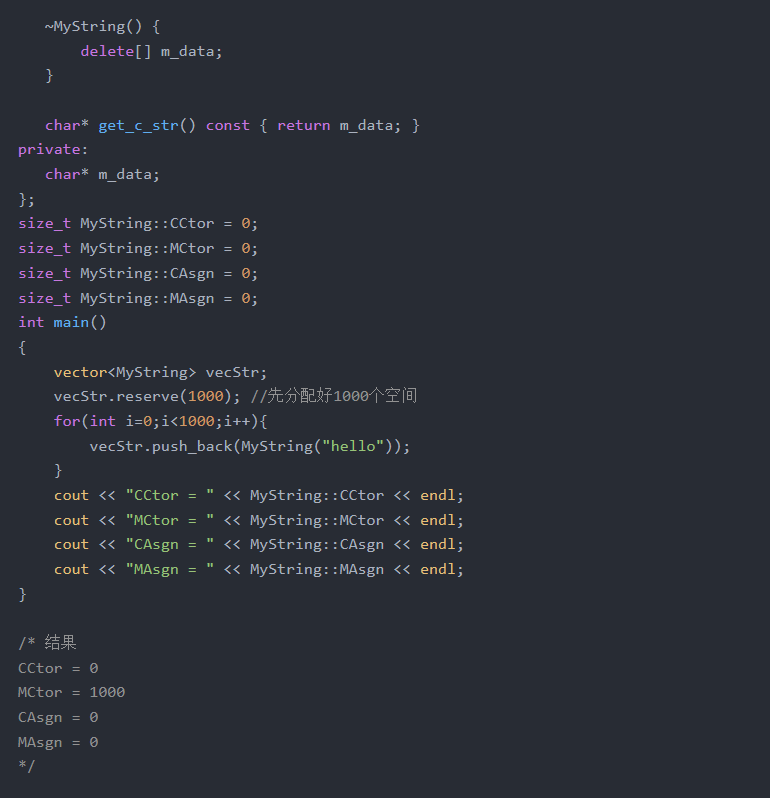 ~MyString() {
delete[] m_data;
}
char* get_c_str() const { return m_data; }
private:
char* m_data;
};
size_t MyString::CCtor = 0;
size_t MyString::MCtor = 0;
size_t MyString::CAsgn = 0;
size_t MyString::MAsgn = 0;
int main()
{
vector<MyString> vecStr;
vecStr.reserve(1000); //先分配好1000个空间
for(int i=0;i<1000;i++){
vecStr.push_back(MyString("hello"));
}
cout << "CCtor = " << MyString::CCtor << endl;
cout << "MCtor = " << MyString::MCtor << endl;
cout << "CAsgn = " << MyString::CAsgn << endl;
cout << "MAsgn = " << MyString::MAsgn << endl;
}
/* 结果
CCtor = 0
MCtor = 1000
CAsgn = 0
MAsgn = 0
*/